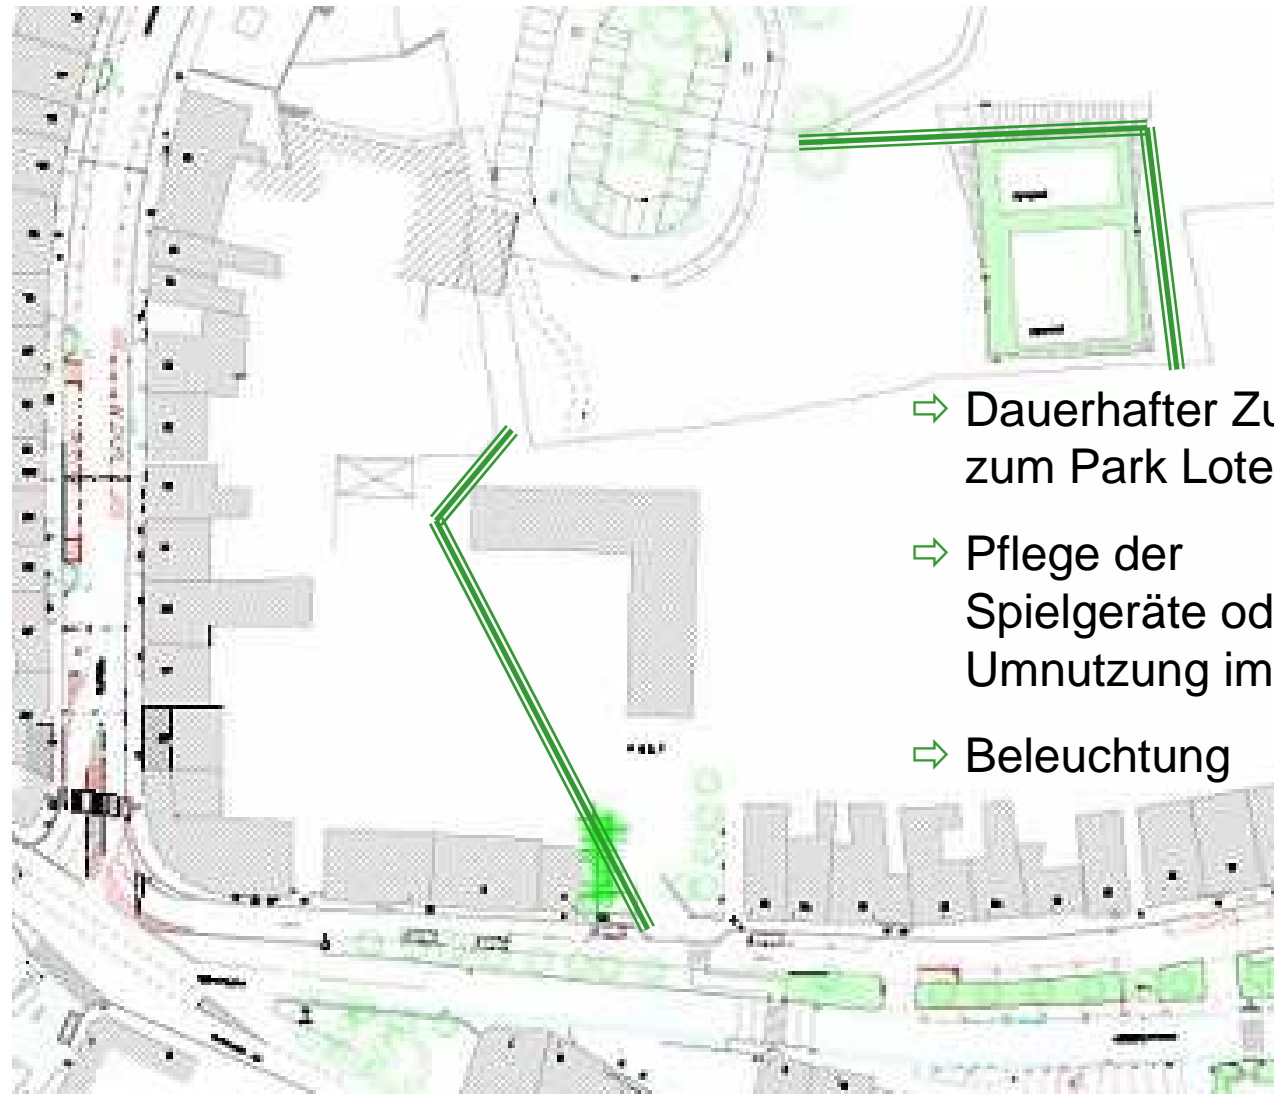 ⇨ Dauerhafter Zu
zum Park Lote
⇨ Pflege der
Spielgeräte od
Umnutzung im
⇨ Beleuchtung